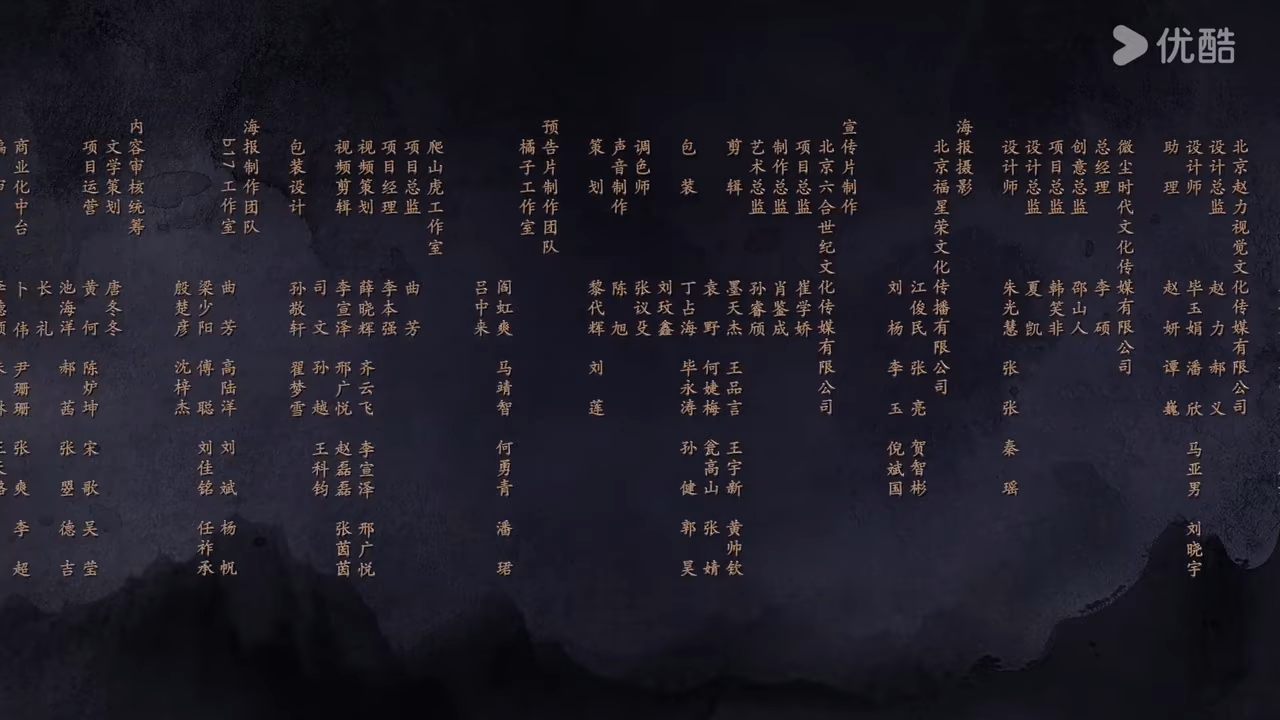 北京赵力视觉文化传媒有限公司
设计总监 赵力 郝义
设计师 毕玉娟 潘欣 马亚男 刘晓宇
助理 赵妍 谭巍
微尘时代文化传媒有限公司
总经理 李硕
创意总监 邵山人
项目总监 韩笑非
设计总监 夏凯
设计师 朱光慧 张张 秦瑶
海报摄影
北京福星荣文化传播有限公司
江俊民 张亮 贺智彬
刘杨 李玉 倪斌国
宣传片制作
北京六合世纪文化传媒有限公司
项目总监 崔学娇
制作总监 肖鉴成
艺术总监 孙睿颀
剪辑 墨天杰 王品言 王宇新 黄帅钦
袁野 何婕梅 瓮高山 张婧
包装 丁占海 毕永涛 孙健 郭昊
刘玟鑫
调色师 张议殳
声音制作 陈旭
策划 黎代辉 刘莲
预告片制作团队
橘子工作室
阎虹爽 马靖智 何勇青 潘珺
吕中来
爬山虎工作室
项目总监 曲芳
项目经理 李本强
视频策划 薛晓辉 齐云飞 李宣泽 邢广悦
视频剪辑 李宣泽 邢广悦 赵磊磊 张茵茵
司文 孙越 王科钧
包装设计 孙敬轩 翟梦雪
海报制作团队
b17工作室 曲芳 高陆洋 刘斌 杨帆
梁少阳 傅聪 刘佳铭 任祚承
殷楚彦 沈梓杰
内容审核统筹
文学策划 唐冬冬
项目运营 黄何 陈炉坤 宋歌 吴莹
池海洋 郝茜 张曌 德吉
长礼
商业化中台 卜伟 尹珊珊 张爽 李超
优酷